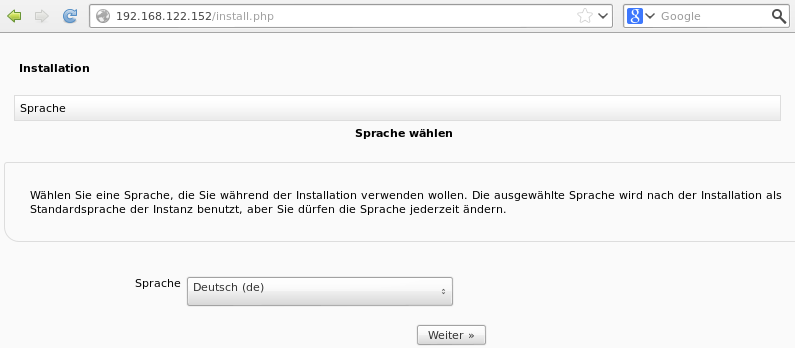 192.168.122.152/install.php
Google
Installation
Sprache
Sprache wählen
Wählen Sie eine Sprache, die Sie während der Installation verwenden wollen. Die ausgewählte Sprache wird nach der Installation als
Standardsprache der Instanz benutzt, aber Sie dürfen die Sprache jederzeit ändern.
Sprache Deutsch (de)
Weiter »